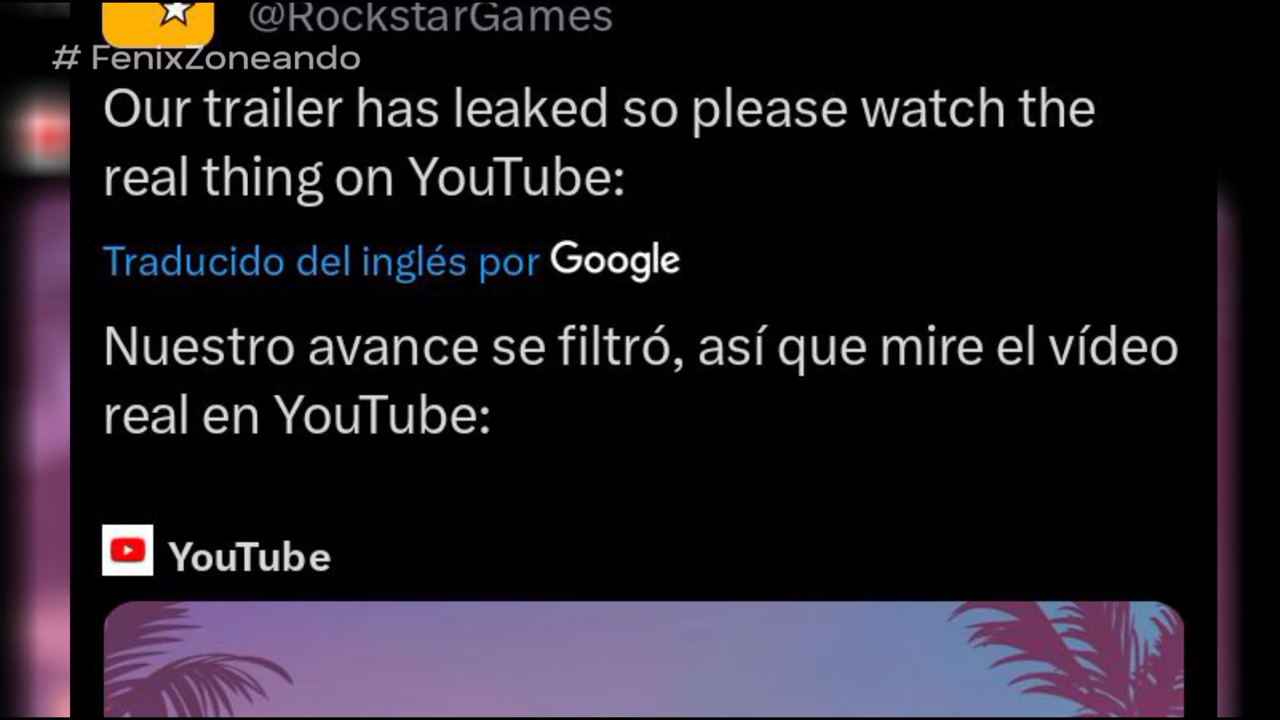 @RockstarGames
# FenixZoneando
Our trailer has leaked so please watch the
real thing on YouTube:
Traducido del inglés por Google
Nuestro avance se filtró, así que mire el vídeo
real en YouTube:
YouTube